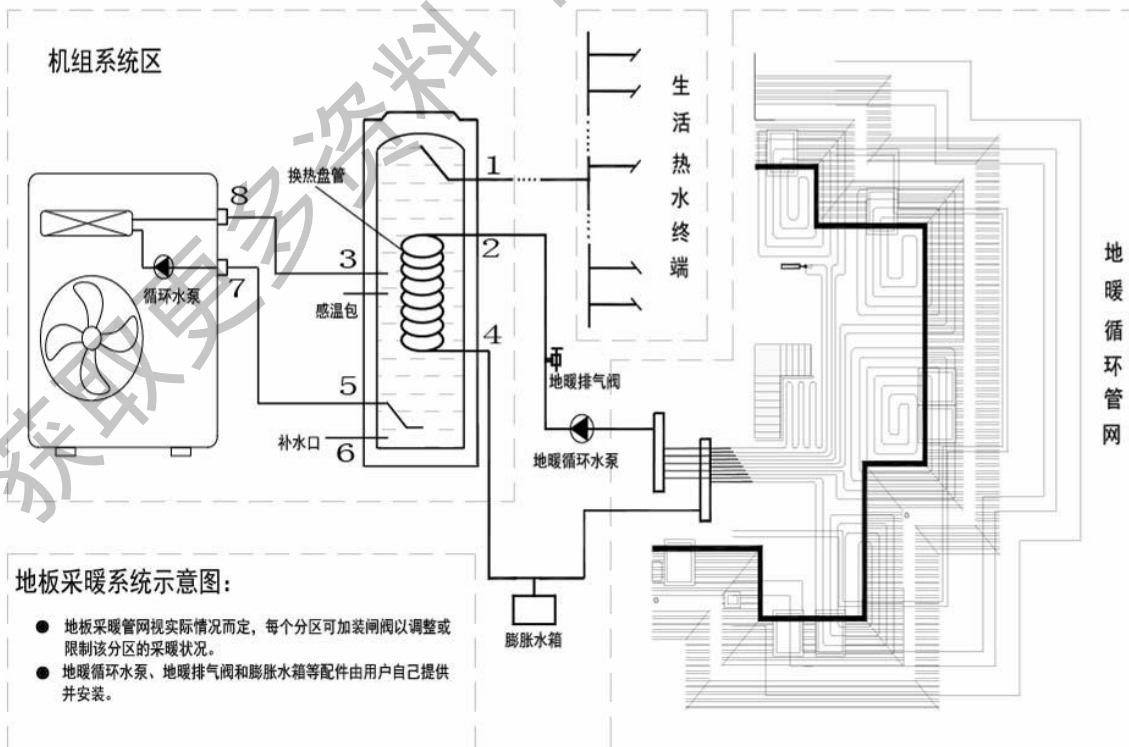 机组系统区
换热盘管
循环水泵
感温包
补水口
1
2
3
4
5
6
7
8
生活热水终端
地暖排气阀
地暖循环水泵
膨胀水箱
地暖循环管网
地板采暖系统示意图：
● 地板采暖管网视实际情况而定，每个分区可加装闸阀以调整或
限制该分区的采暖状况。
● 地暖循环水泵、地暖排气阀和膨胀水箱等配件由用户自己提供
并安装。
获取更多资料